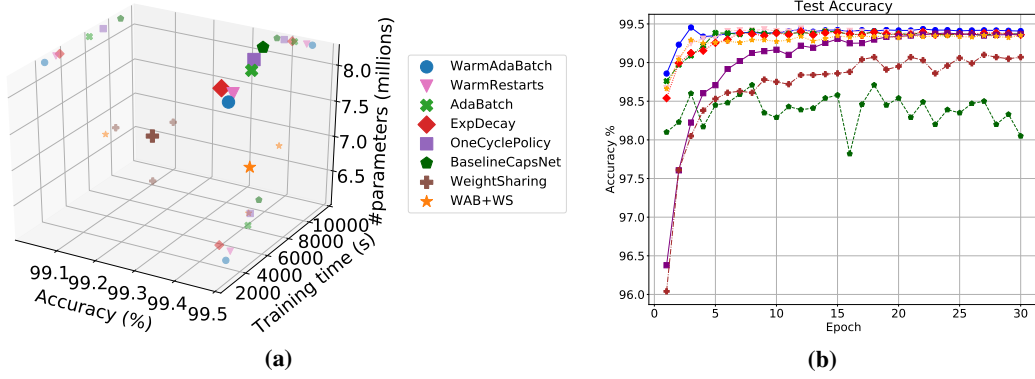 8.0
7.5
7.0
6.5
#parameters (millions)
10000
8000
6000
4000
2000
Training time (s)
99.1
99.2
99.3
99.4
99.5
Accuracy (%)
WarmAdaBatch
WarmRestarts
AdaBatch
ExpDecay
OneCyclePolicy
BaselineCapsNet
WeightSharing
WAB+WS
(a)
Test Accuracy
99.5
99.0
98.5
98.0
97.5
97.0
96.5
96.0
Accuracy %
0 5 10 15 20 25 30
Epoch
(b)